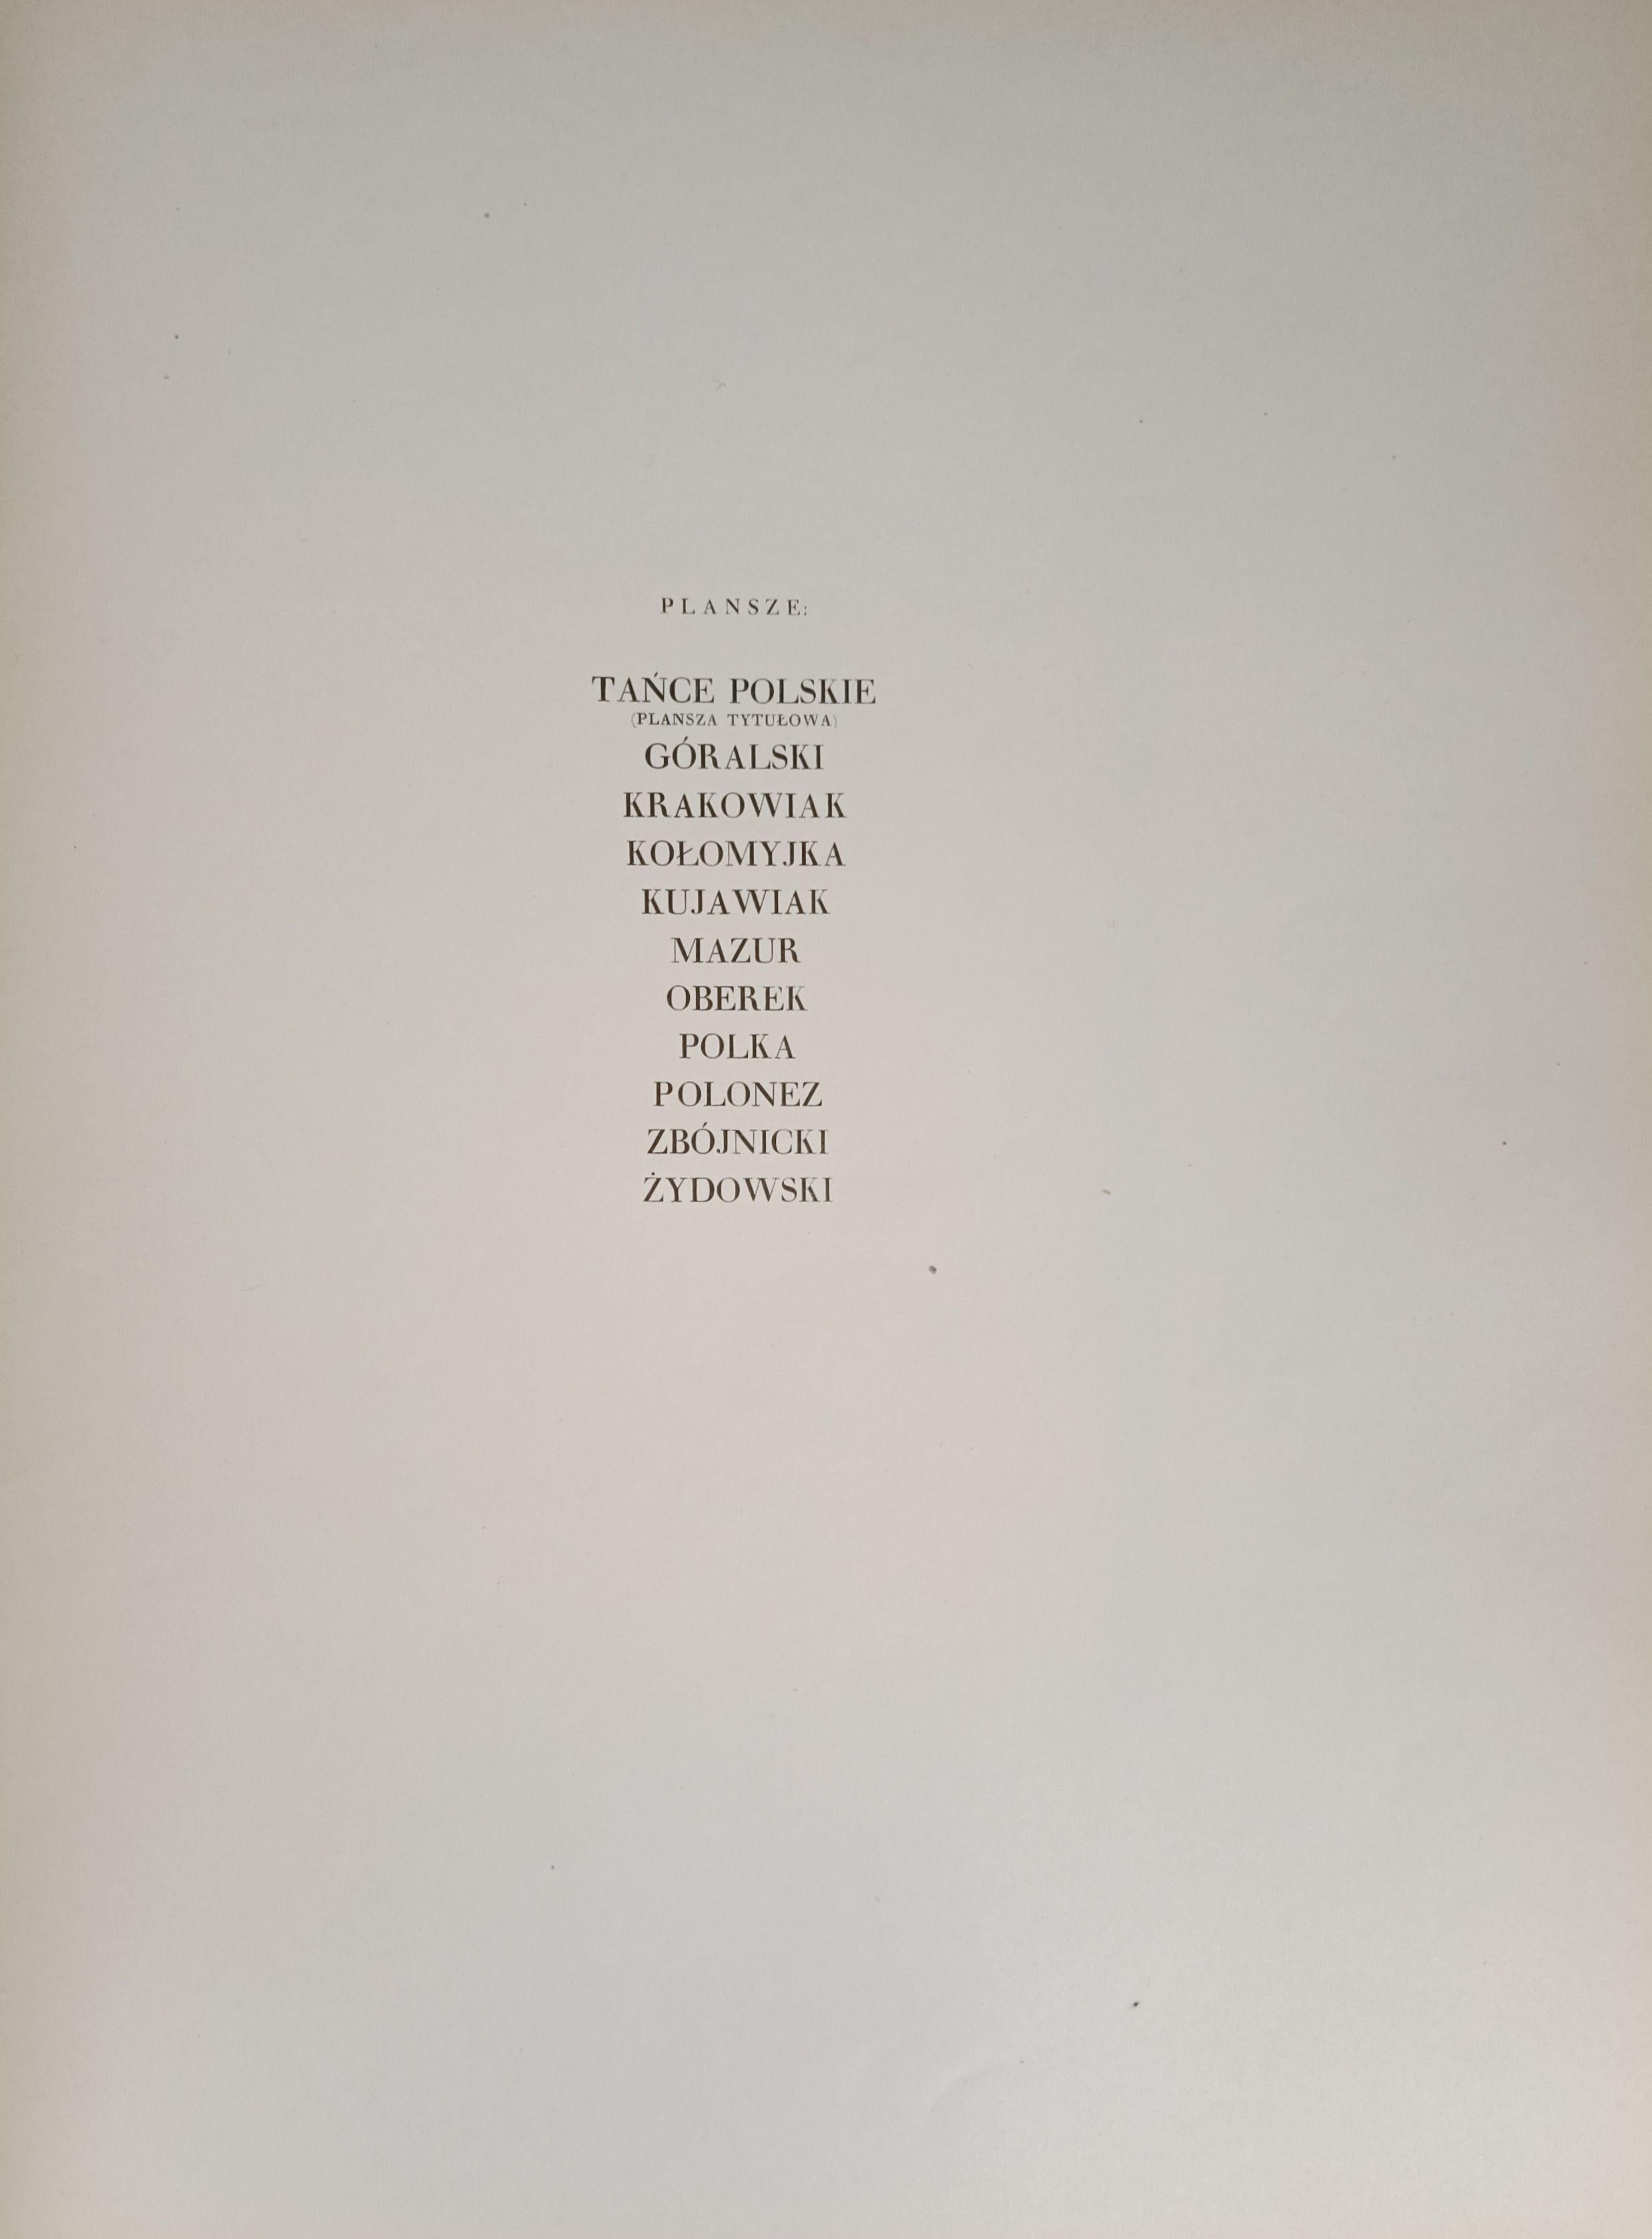 PLANSZE:
TAŃCE POLSKIE
(PLANSZA TYTUŁOWA)
GÓRALSKI
KRAKOWIAK
KOŁOMYJKA
KUJAWIAK
MAZUR
OBEREK
POLKA
POLONEZ
ZBÓJNICKI
ŻYDOWSKI